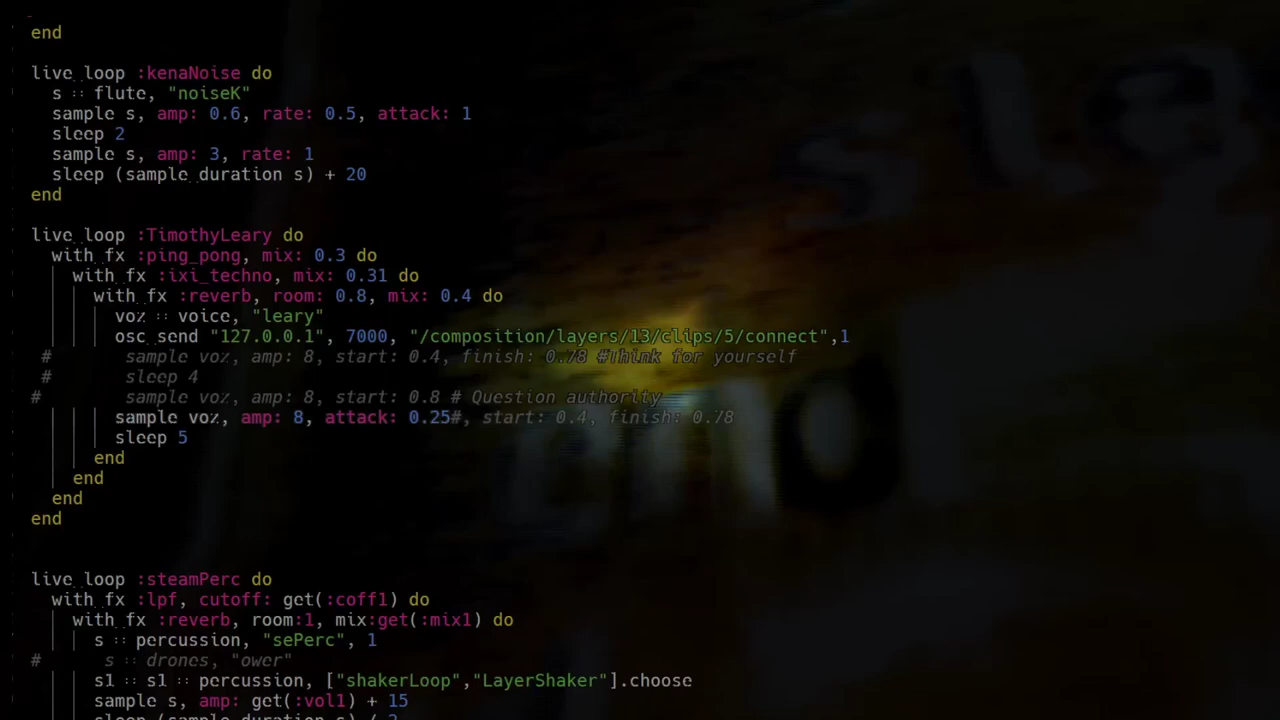 end
live_loop :kenaNoise do
s = flute, "noiseK"
sample s, amp: 0.6, rate: 0.5, attack: 1
sleep 2
sample s, amp: 3, rate: 1
sleep (sample_duration s) + 20
end
live_loop :TimothyLeary do
with_fx :ping_pong, mix: 0.3 do
with_fx :ixi_techno, mix: 0.31 do
with_fx :reverb, room: 0.8, mix: 0.4 do
voz = voice, "leary"
osc_send "127.0.0.1", 7000, "/composition/layers/13/clips/5/connect",1
# sample voz, amp: 8, start: 0.4, finish: 0.78 #Think for yourself
# sleep 4
# sample voz, amp: 8, start: 0.8 # Question authority
sample voz, amp: 8, attack: 0.25#, start: 0.4, finish: 0.78
sleep 5
end
end
end
end
live_loop :steamPerc do
with_fx :lpf, cutoff: get(:coff1) do
with_fx :reverb, room:1, mix:get(:mix1) do
s = percussion, "sePerc", 1
# s = drones, "ower"
s1 = s1 = percussion, ["shakerLoop","LayerShaker"].choose
sample s, amp: get(:vol1) + 15
sleep (sample_duration s) / 2